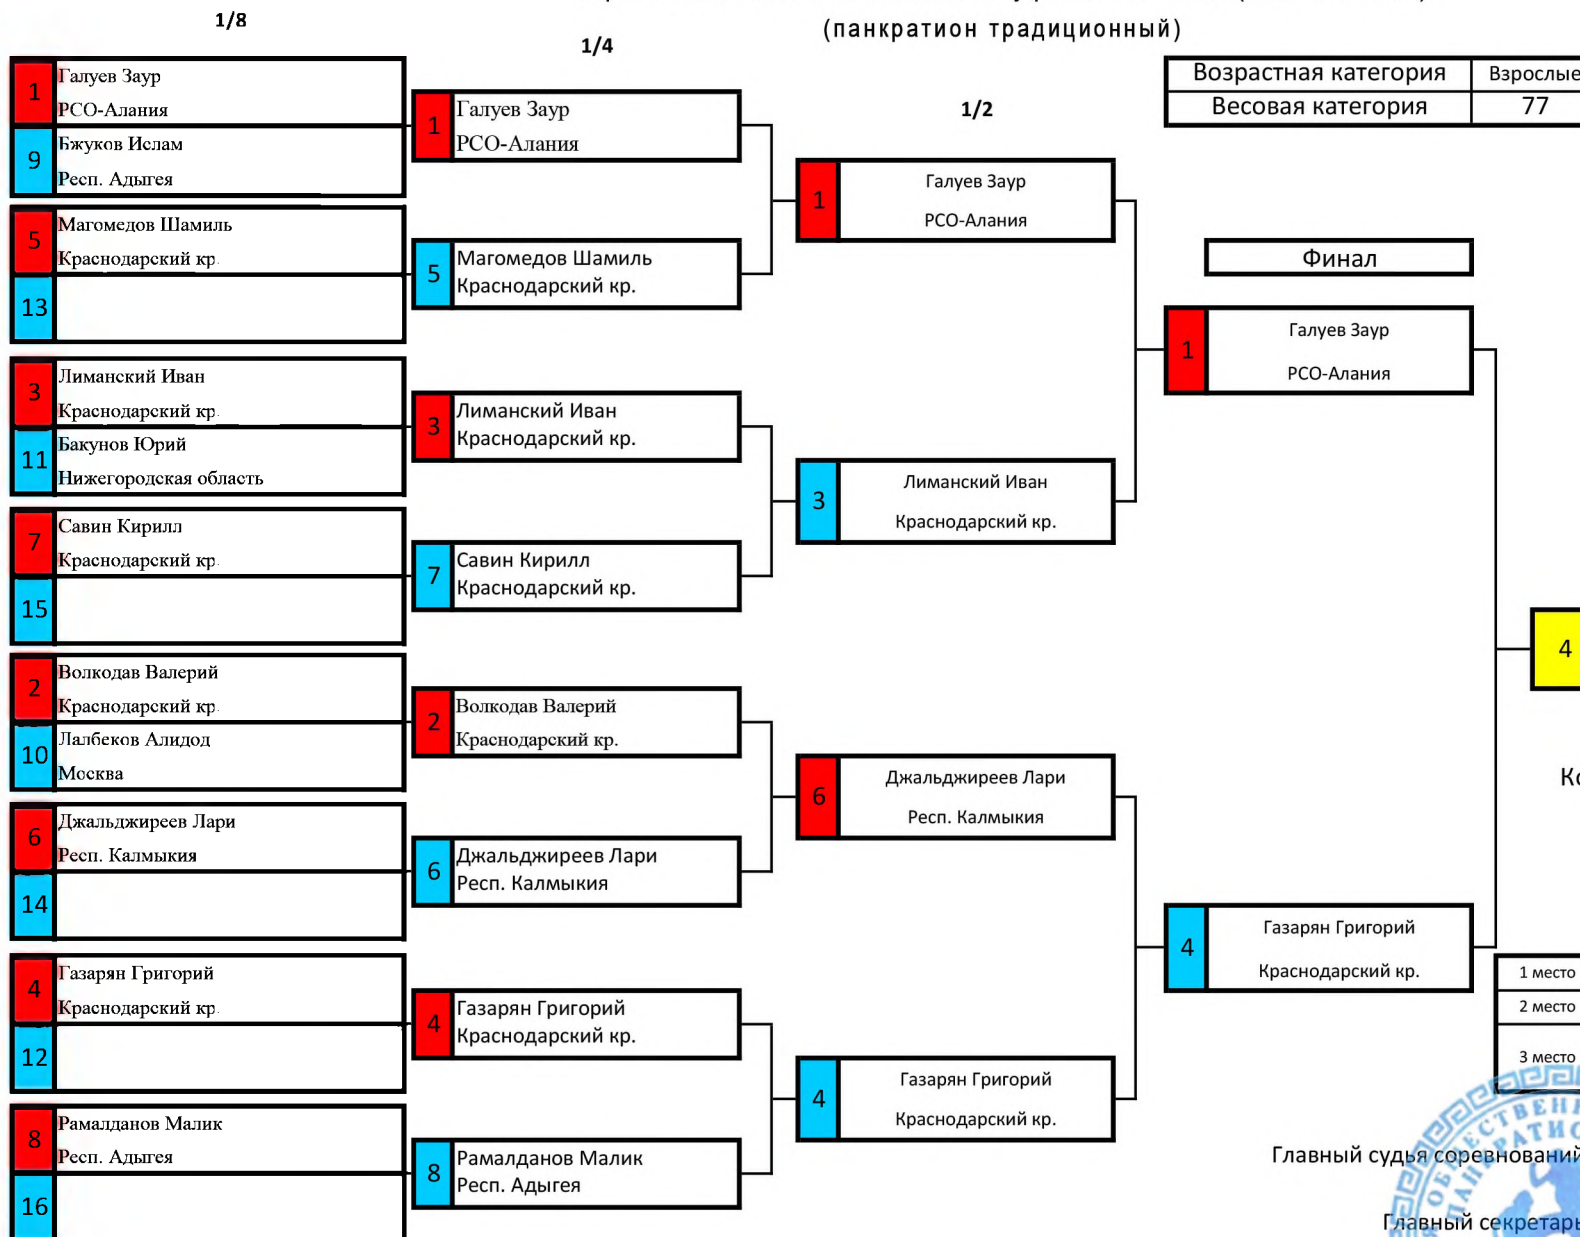 (панкратион традиционный)
1/8
1/4
1/2
Возрастная категория Взрослые
Весовая категория 77
1 Галуев Заур
РСО-Алания
9 Бжуков Ислам
Респ. Адыгея
5 Магомедов Шамиль
Краснодарский кр.
13
3 Лиманский Иван
Краснодарский кр.
11 Бакунов Юрий
Нижегородская область
7 Савин Кирилл
Краснодарский кр.
15
2 Волкодав Валерий
Краснодарский кр.
10 Лалбеков Алидод
Москва
6 Джальджиреев Лари
Респ. Калмыкия
14
4 Газарян Григорий
Краснодарский кр.
12
8 Рамалданов Малик
Респ. Адыгея
16
1 Галуев Заур
РСО-Алания
5 Магомедов Шамиль
Краснодарский кр.
3 Лиманский Иван
Краснодарский кр.
7 Савин Кирилл
Краснодарский кр.
2 Волкодав Валерий
Краснодарский кр.
6 Джальджиреев Лари
Респ. Калмыкия
4 Газарян Григорий
Краснодарский кр.
8 Рамалданов Малик
Респ. Адыгея
1 Галуев Заур
РСО-Алания
3 Лиманский Иван
Краснодарский кр.
6 Джальджиреев Лари
Респ. Калмыкия
4 Газарян Григорий
Краснодарский кр.
Финал
1 Галуев Заур
РСО-Алания
4 Газарян Григорий
Краснодарский кр.
4
1 место
2 место
3 место
Главный судья соревнований
Главный секретарь